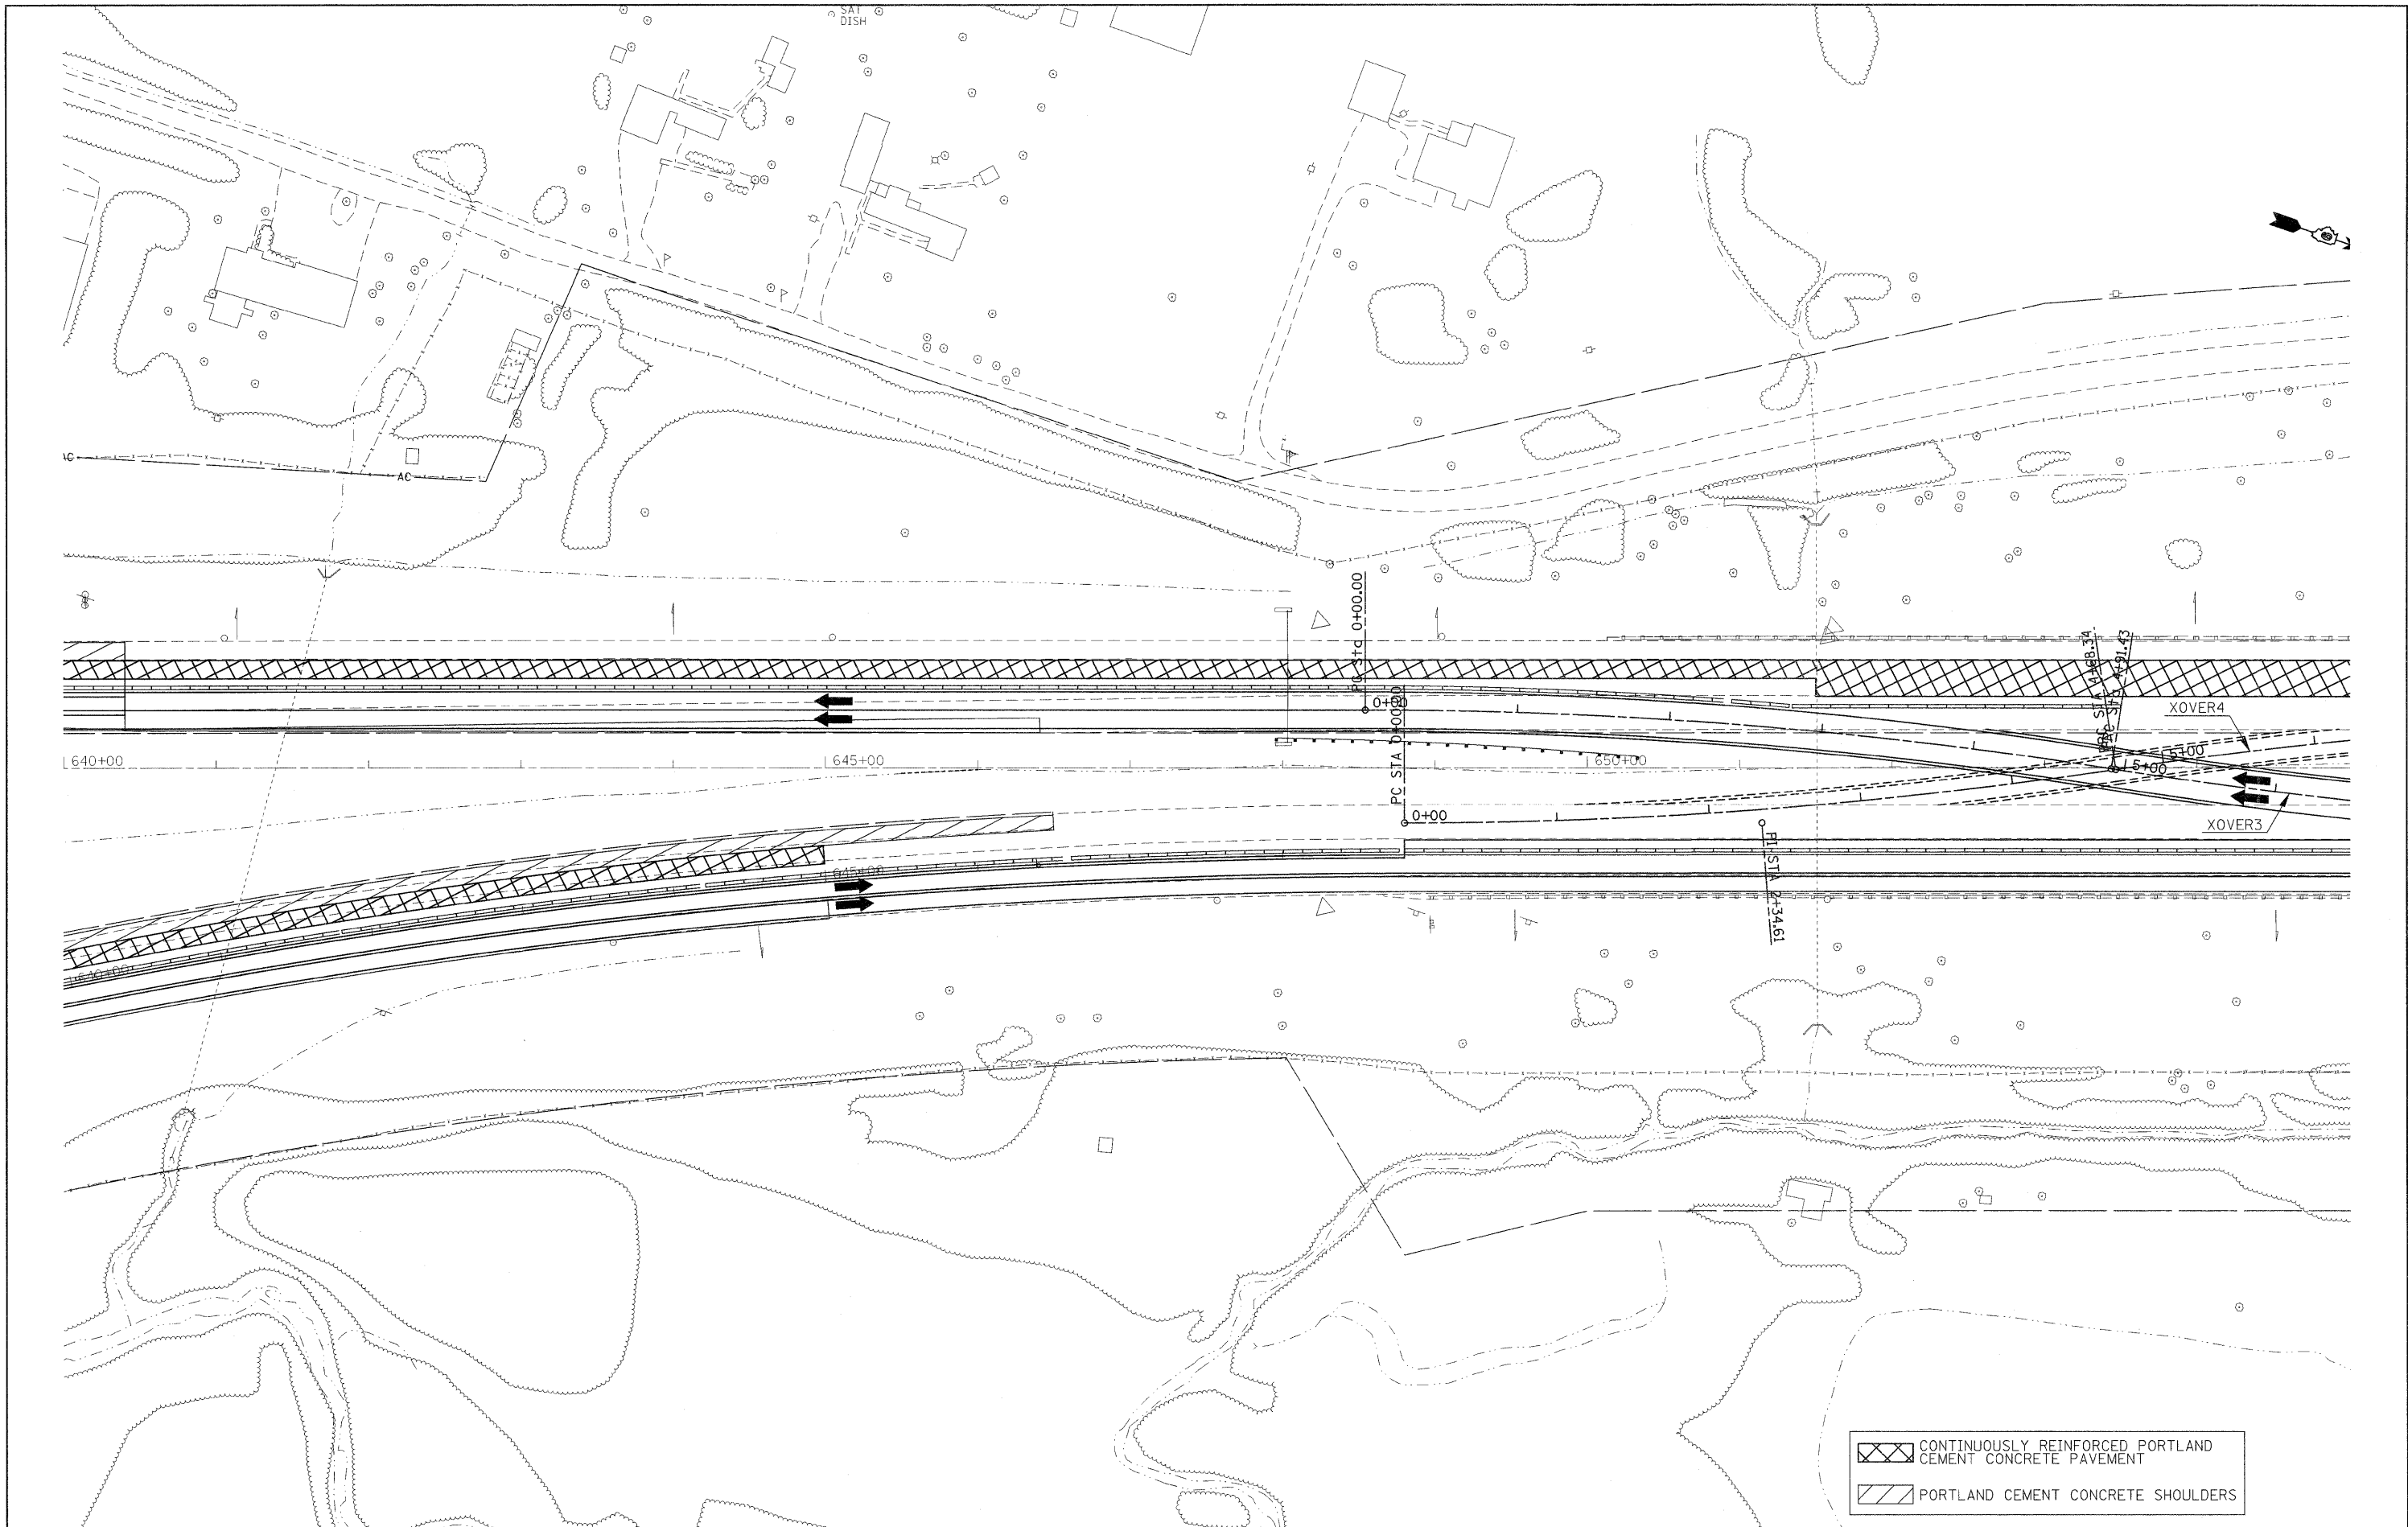 SAT
DISH
AC
PC Sta 0+00.00
0+00
PC STA 0+00.00
0+00
640+00
645+00
650+00
5+00
5+00
XOVER4
XOVER3
PI STA 2+34.61
645+00
640+00
CONTINUOUSLY REINFORCED PORTLAND
CEMENT CONCRETE PAVEMENT
PORTLAND CEMENT CONCRETE SHOULDERS